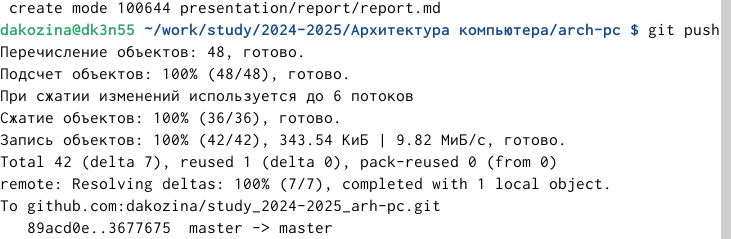 create mode 100644 presentation/report/report.md
dakozina@dk3n55 ~/work/study/2024-2025/Архитектура компьютера/arch-pc $ git push
Перечисление объектов: 48, готово.
Подсчет объектов: 100% (48/48), готово.
При сжатии изменений используется до 6 потоков
Сжатие объектов: 100% (36/36), готово.
Запись объектов: 100% (42/42), 343.54 КиБ | 9.82 МиБ/с, готово.
Total 42 (delta 7), reused 1 (delta 0), pack-reused 0 (from 0)
remote: Resolving deltas: 100% (7/7), completed with 1 local object.
To github.com:dakozina/study_2024-2025_arh-pc.git
89acd0e..3677675  master -> master